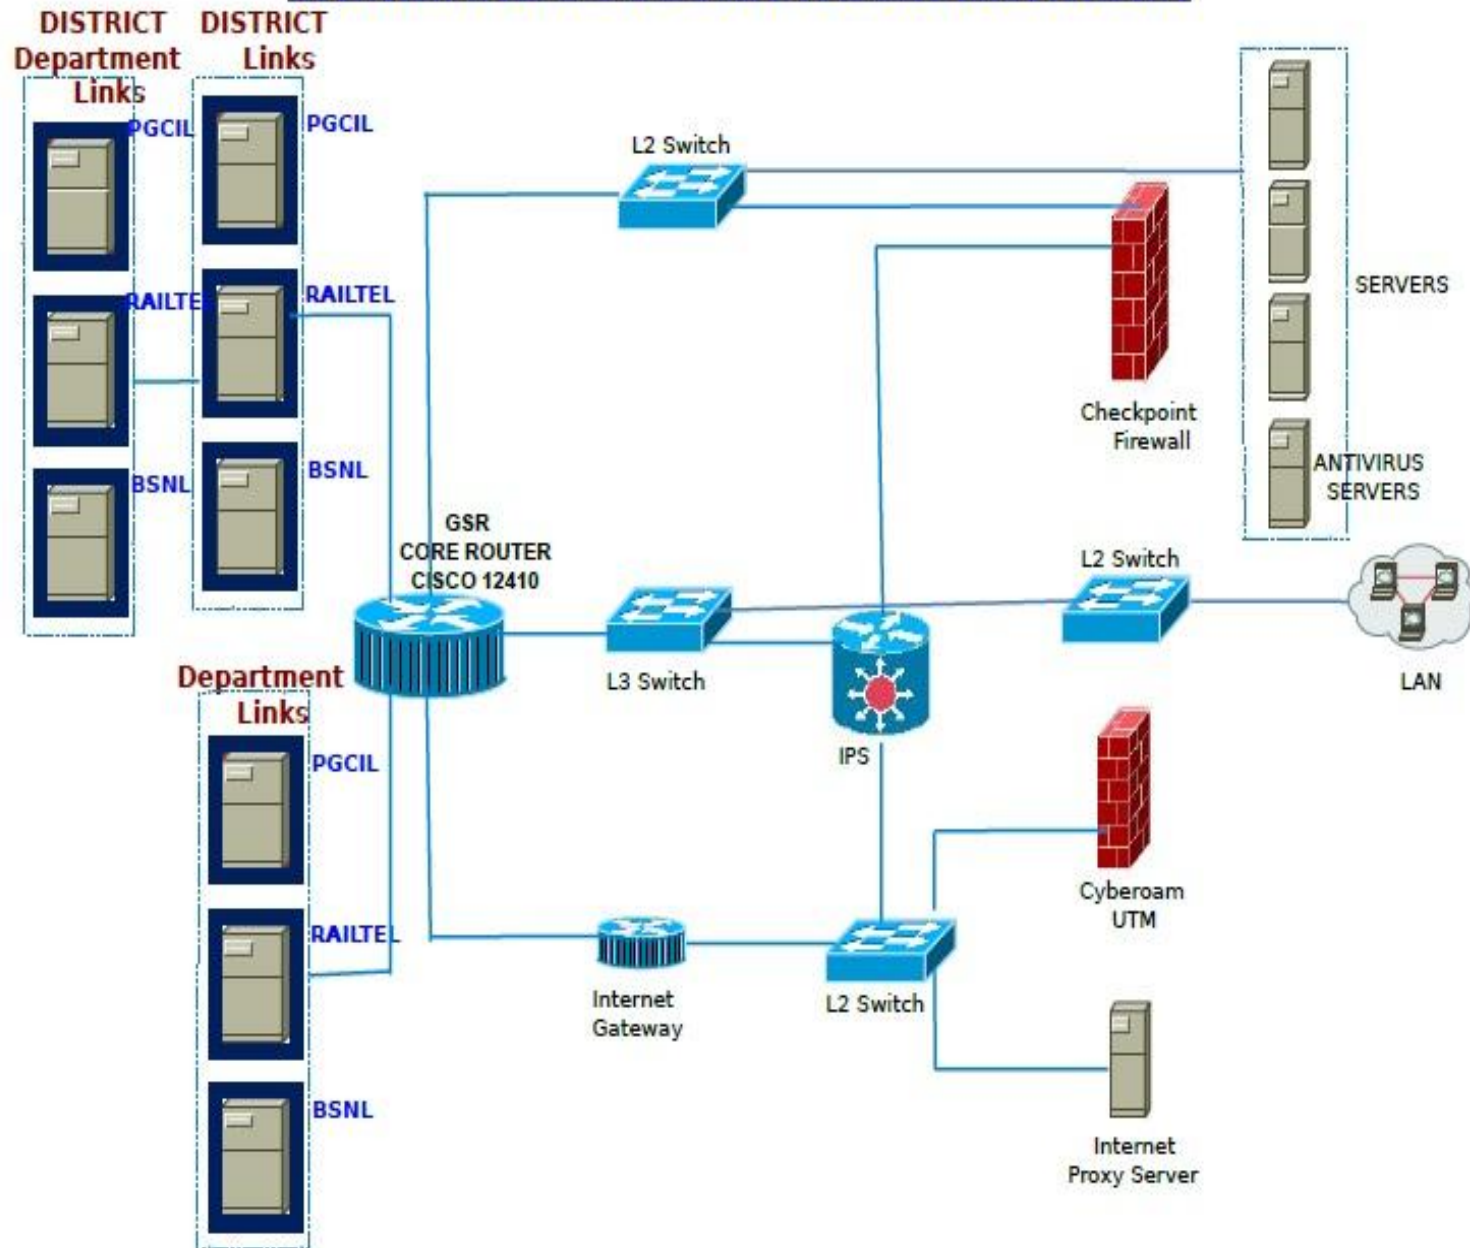 DISTRICT
Department
Links
DISTRICT
Links
PGCIL
PGCIL
RAILTEL
RAILTEL
BSNL
BSNL
L2 Switch
Checkpoint
Firewall
SERVERS
ANTIVIRUS
SERVERS
GSR
CORE ROUTER
CISCO 12410
L3 Switch
L2 Switch
LAN
IPS
Department
Links
PGCIL
RAILTEL
BSNL
Internet
Gateway
L2 Switch
Cyberoam
UTM
Internet
Proxy Server